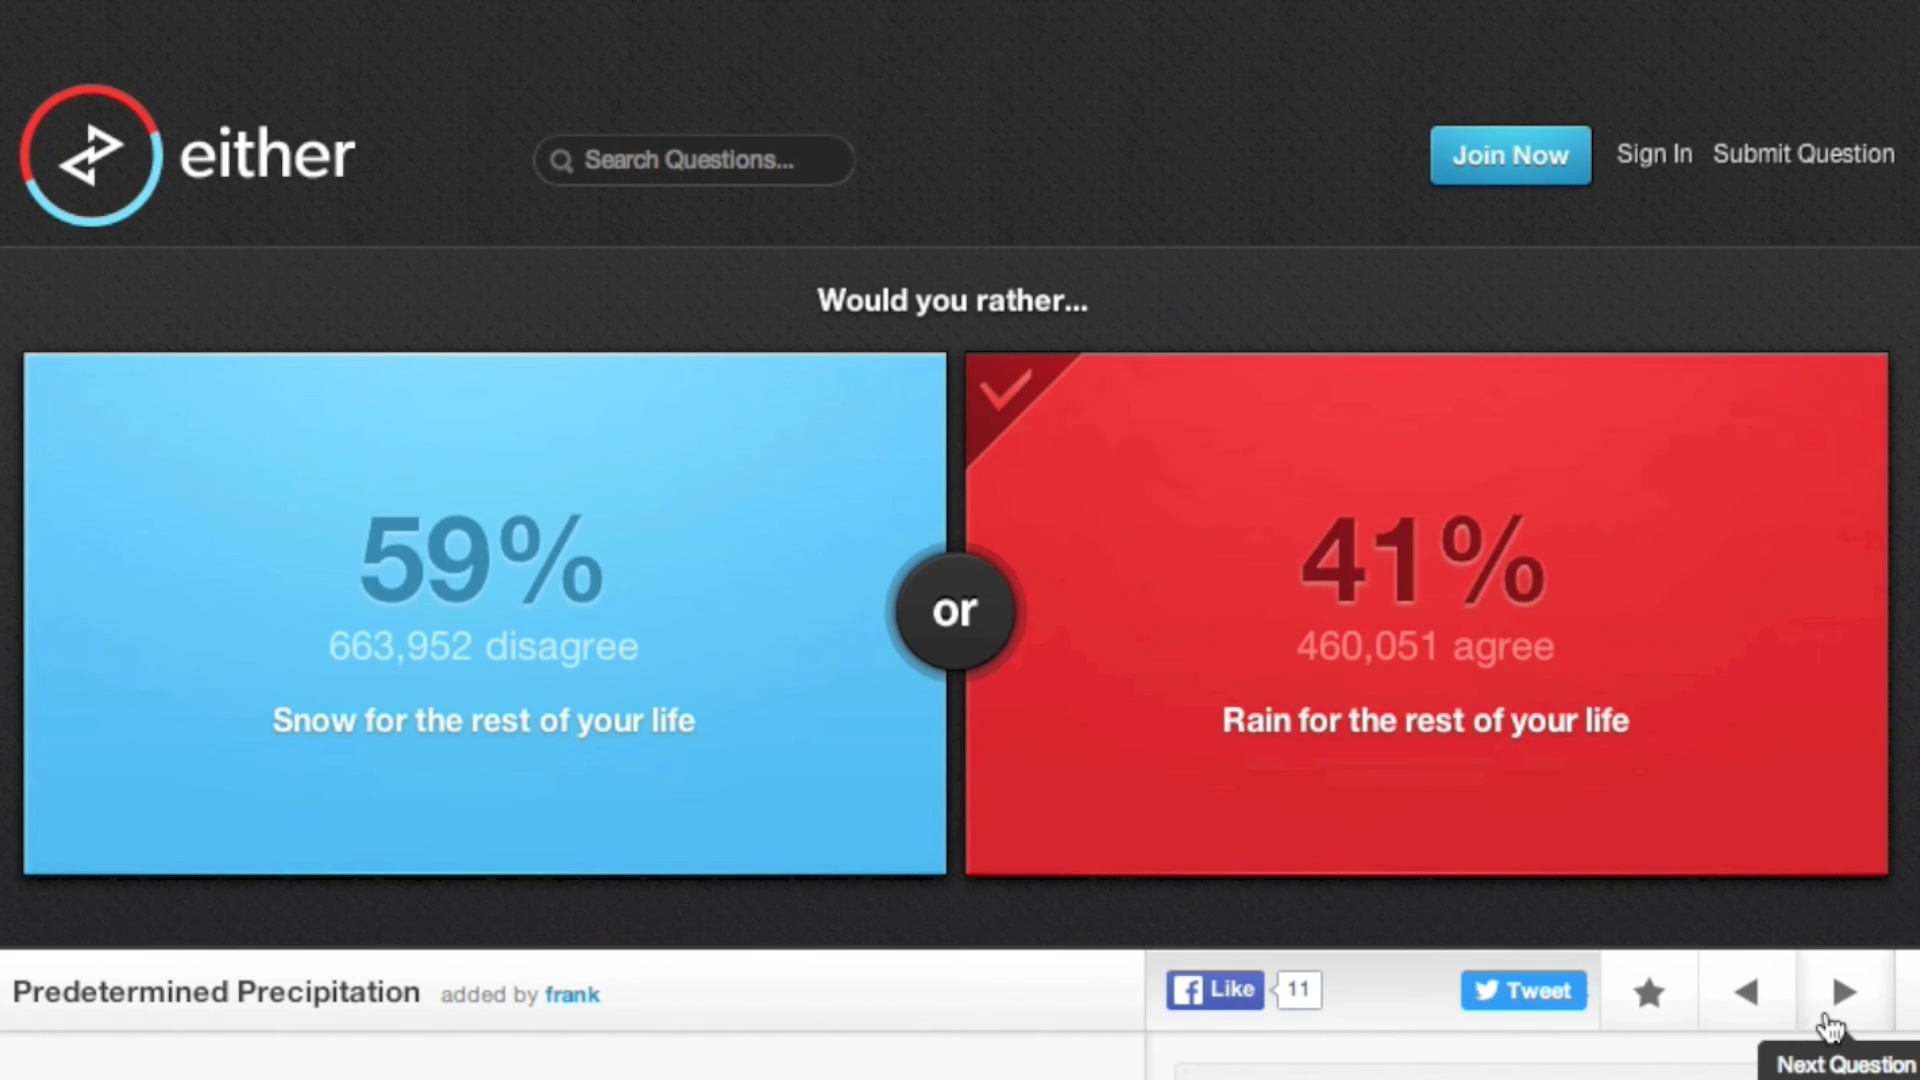 either
Search Questions...
Join Now
Sign In
Submit Question
Would you rather...
59%
663,952 disagree
Snow for the rest of your life
or
41%
460,051 agree
Rain for the rest of your life
Predetermined Precipitation added by frank
Like
11
Tweet
Next Question